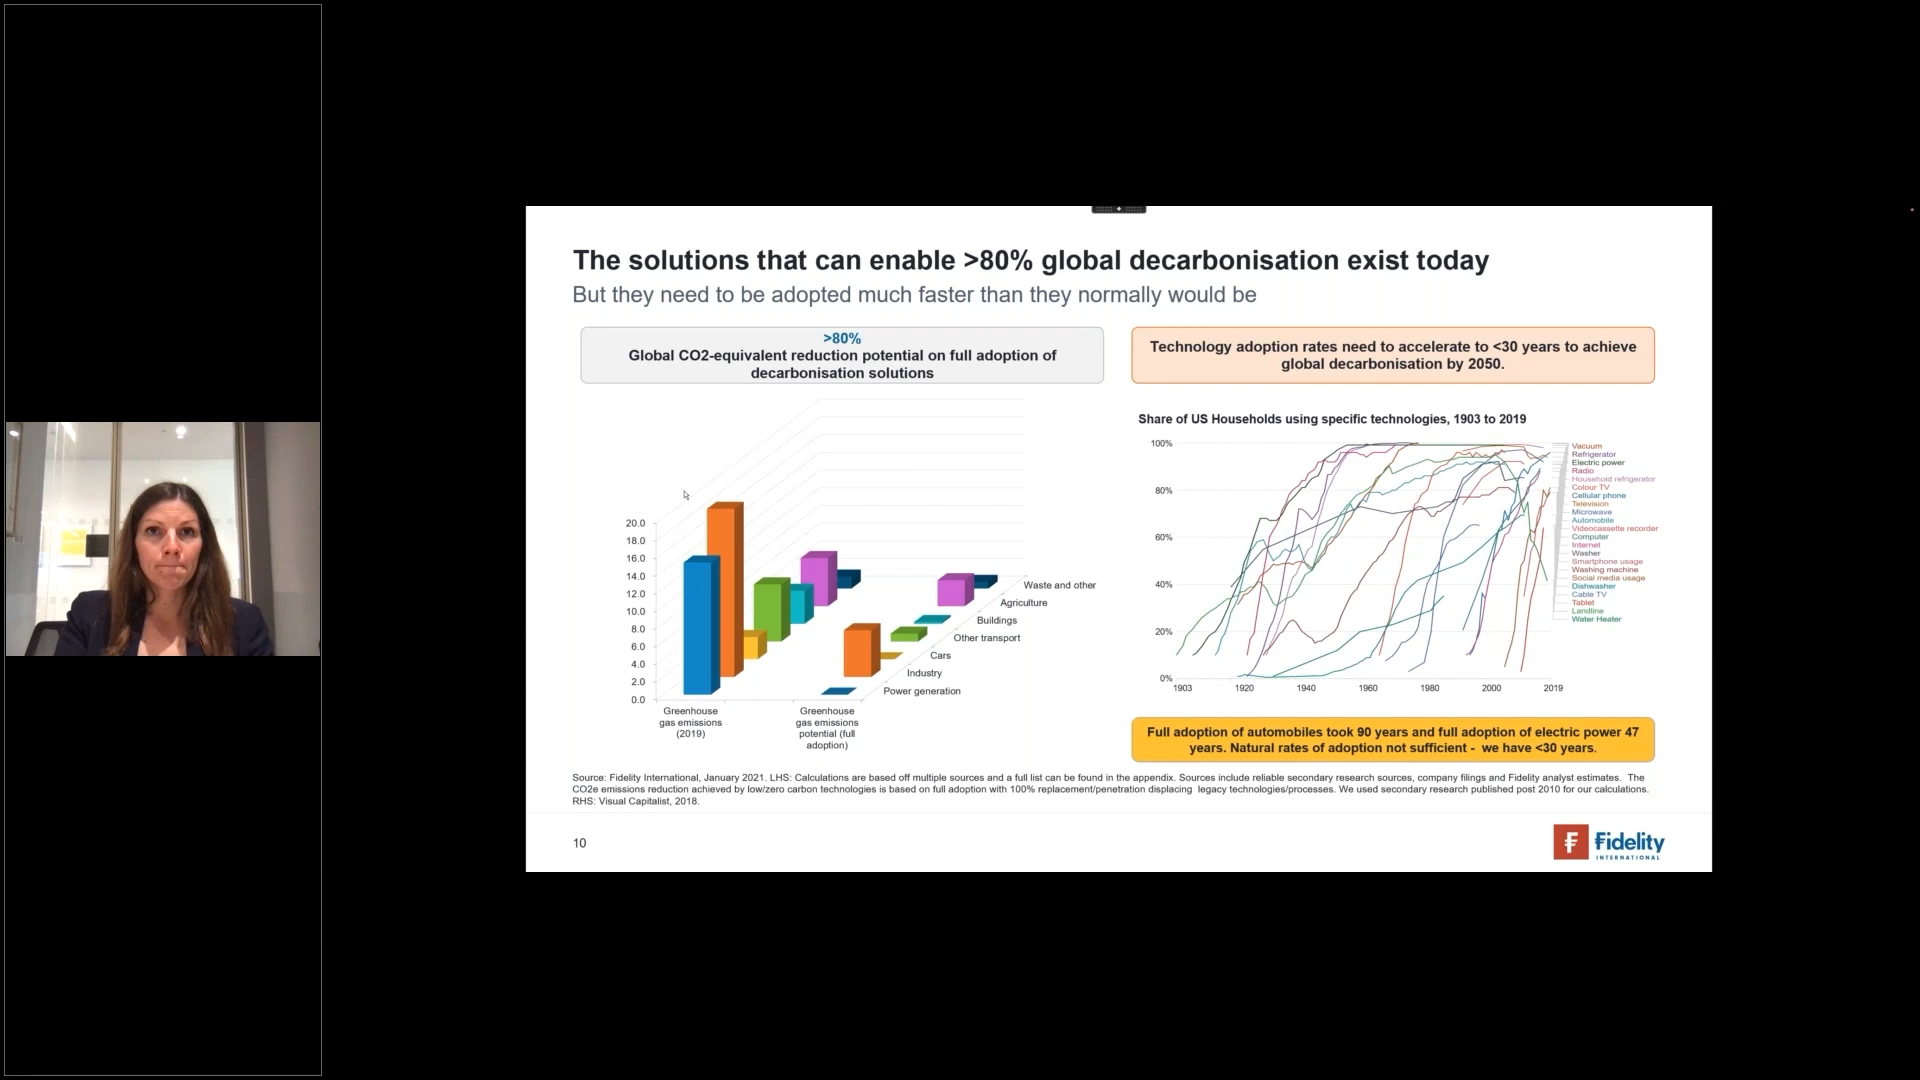 The solutions that can enable >80% global decarbonisation exist today
But they need to be adopted much faster than they normally would be
>80%
Global CO2-equivalent reduction potential on full adoption of
decarbonisation solutions
20.0
18.0
16.0
14.0
12.0
10.0
8.0
6.0
4.0
2.0
0.0
Waste and other
Agriculture
Buildings
Other transport
Cars
Industry
Power generation
Greenhouse
gas emissions
(2019)
Greenhouse
gas emissions
potential (full
adoption)
Technology adoption rates need to accelerate to <30 years to achieve
global decarbonisation by 2050.
Share of US Households using specific technologies, 1903 to 2019
100%
80%
60%
40%
20%
0%
1903
1920
1940
1960
1980
2000
2019
Vacuum
Refrigerator
Electric power
Radio
Household refrigerator
Colour TV
Cellular phone
Television
Microwave
Automobile
Videocassette recorder
Computer
Internet
Washer
Smartphone usage
Washing machine
Social media usage
Dishwasher
Cable TV
Tablet
Landline
Water Heater
Full adoption of automobiles took 90 years and full adoption of electric power 47
years. Natural rates of adoption not sufficient - we have <30 years.
Source: Fidelity International, January 2021. LHS: Calculations are based off multiple sources and a full list can be found in the appendix. Sources include reliable secondary research sources, company filings and Fidelity analyst estimates. The
CO2e emissions reduction achieved by low/zero carbon technologies is based on full adoption with 100% replacement/penetration displacing legacy technologies/processes. We used secondary research published post 2010 for our calculations.
RHS: Visual Capitalist, 2018.
10
F Fidelity
INTERNATIONAL